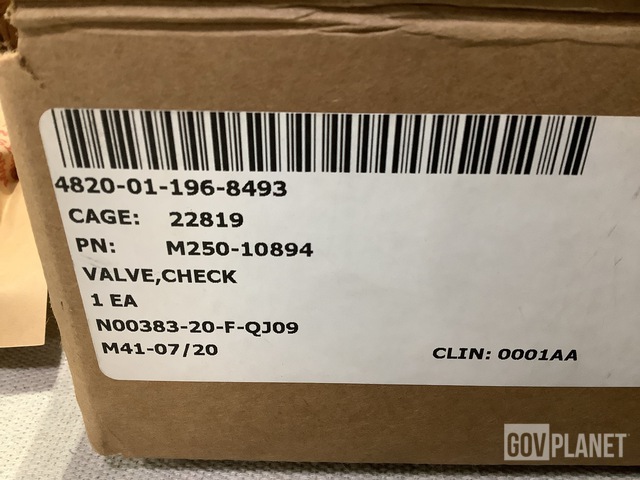 4820-01-196-8493
CAGE: 22819
PN: M250-10894
VALVE,CHECK
1 EA
N00383-20-F-QJ09
M41-07/20 CLIN: 0001AA
GOVPLANET